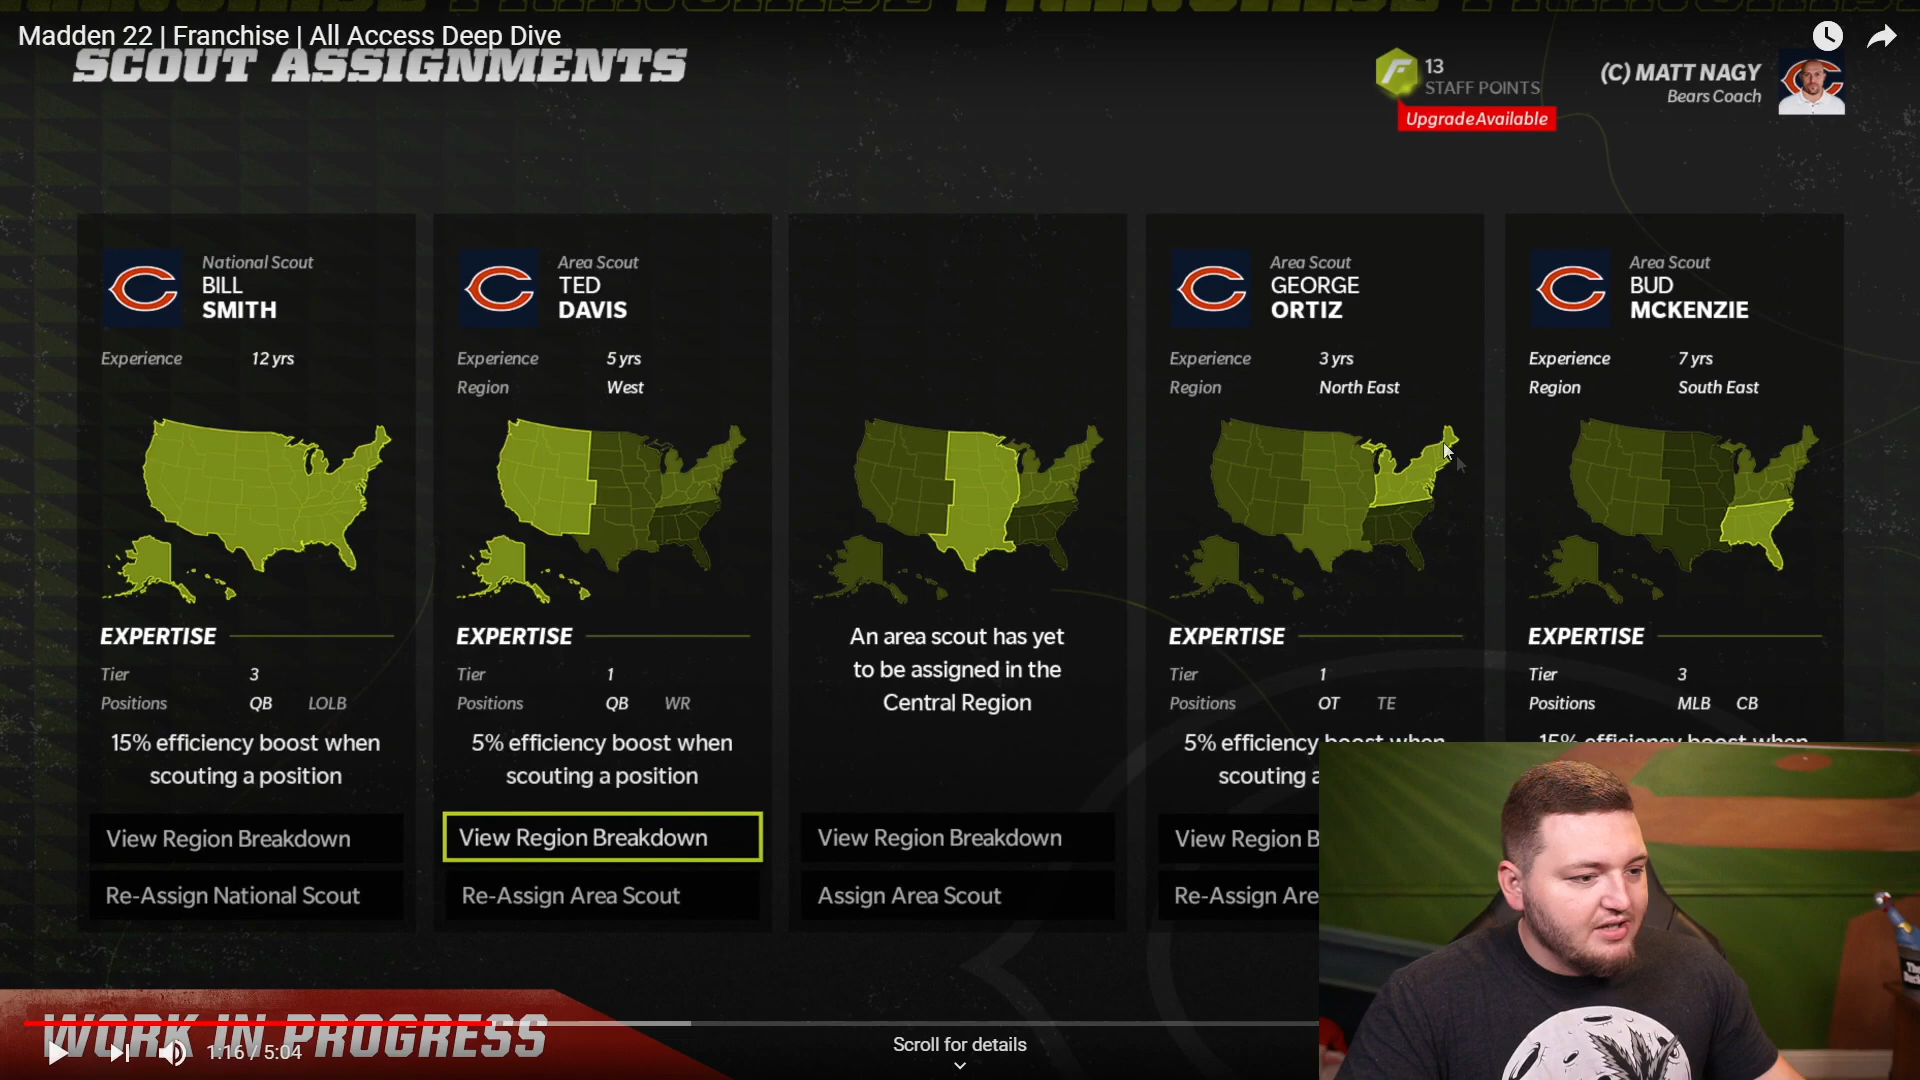 Madden 22 | Franchise | All Access Deep Dive
SCOUT ASSIGNMENTS
13
STAFF POINTS
Upgrade Available
(C) MATT NAGY
Bears Coach
National Scout
BILL
SMITH
Experience 12 yrs
EXPERTISE
Tier 3
Positions QB LOLB
15% efficiency boost when
scouting a position
View Region Breakdown
Re-Assign National Scout
Area Scout
TED
DAVIS
Experience 5 yrs
Region West
EXPERTISE
Tier 1
Positions QB WR
5% efficiency boost when
scouting a position
View Region Breakdown
Re-Assign Area Scout
An area scout has yet
to be assigned in the
Central Region
View Region Breakdown
Assign Area Scout
Area Scout
GEORGE
ORTIZ
Experience 3 yrs
Region North East
EXPERTISE
Tier 1
Positions OT TE
5% efficiency boost when
scouting a
View Region B
Re-Assign Are
Area Scout
BUD
MCKENZIE
Experience 7 yrs
Region South East
EXPERTISE
Tier 3
Positions MLB CB
15% efficiency boost when
WORK IN PROGRESS
1:16 / 5:04
Scroll for details